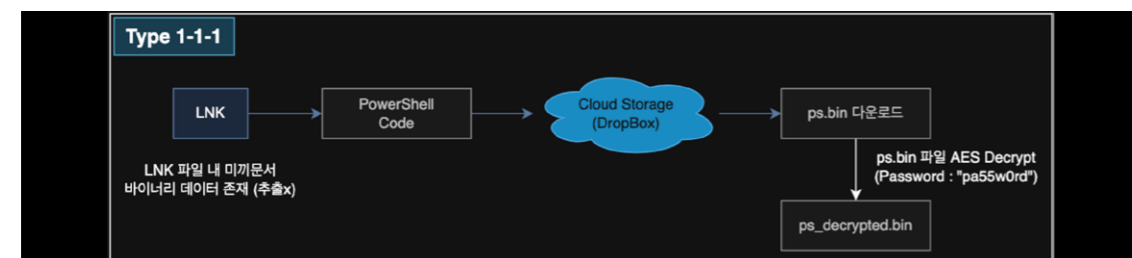 Type 1-1-1
LNK
PowerShell
Code
Cloud Storage
(DropBox)
ps.bin 다운로드
LNK 파일 내 미끼문서
바이너리 데이터 존재 (추출x)
ps.bin 파일 AES Decrypt
(Password : "pa55w0rd")
ps_decrypted.bin